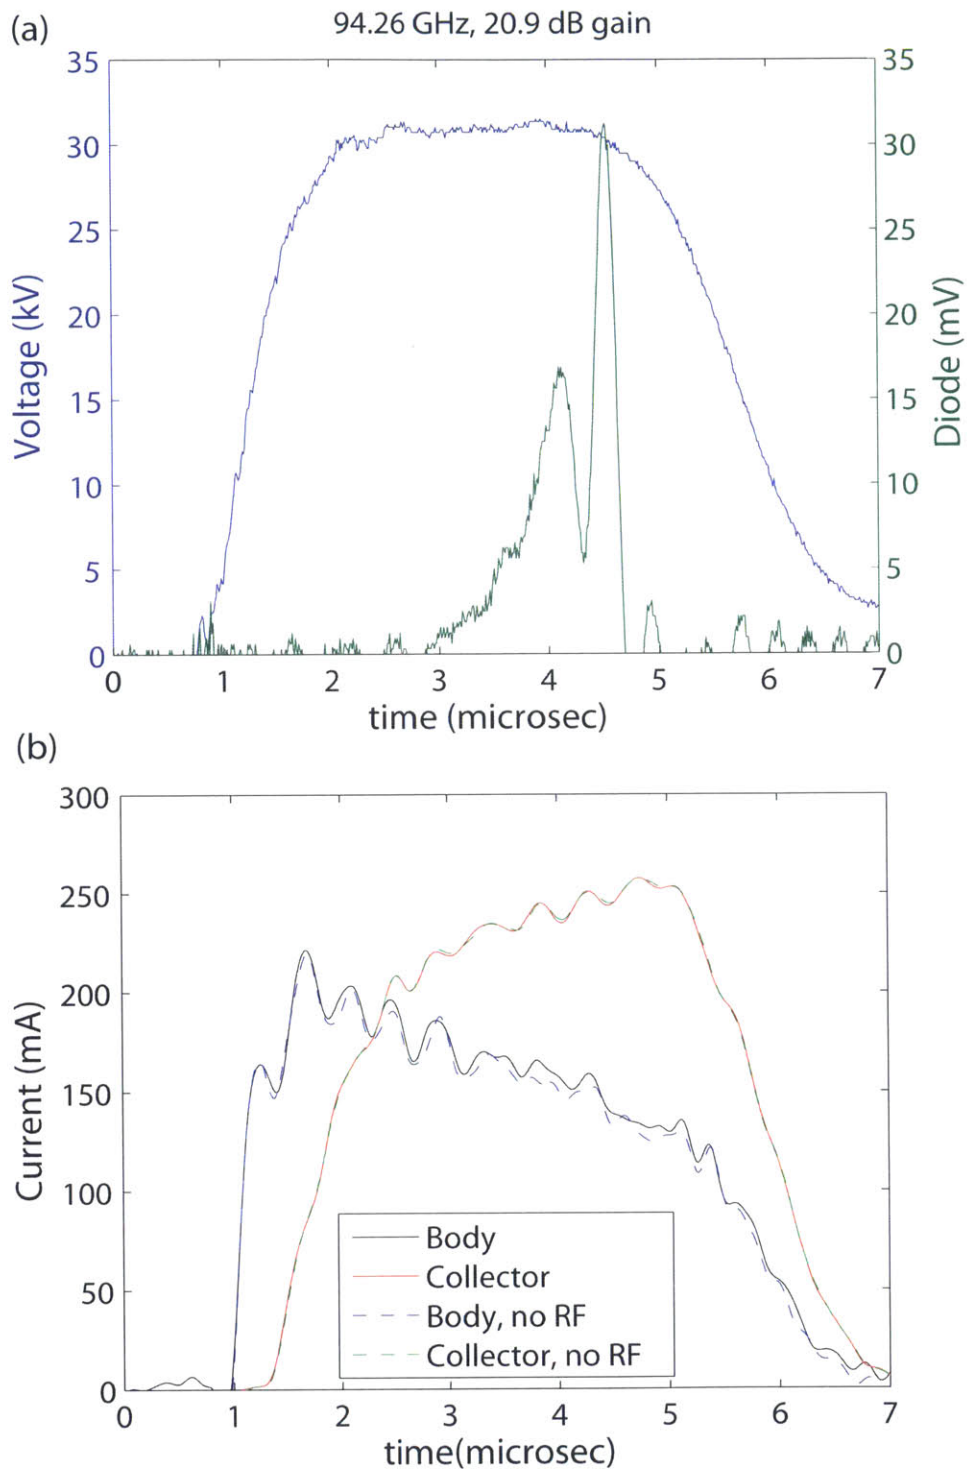 (a)
94.26 GHz, 20.9 dB gain
35
30
25
20
15
10
5
0
Voltage (kV)
35
30
25
20
15
10
5
0
Diode (mV)
0 1 2 3 4 5 6 7
time (microsec)
(b)
300
250
200
150
100
50
0
Current (mA)
Body
Collector
Body, no RF
Collector, no RF
0 1 2 3 4 5 6 7
time(microsec)